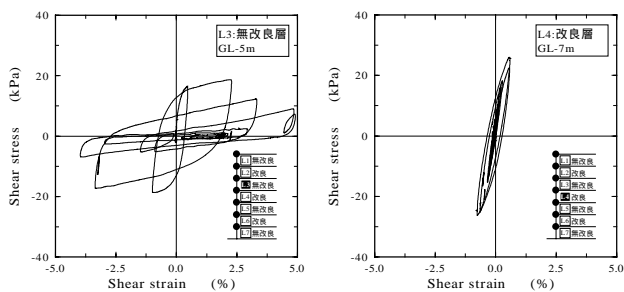 L3:無改良層
GL-5m
40
20
0
-20
-40
Shear stress (kPa)
-5.0 -2.5 0.0 2.5 5.0
Shear strain (%)
L1 無改良
L2 改良
L3 無改良
L4 改良
L5 無改良
L6 改良
L7 無改良
L4:改良層
GL-7m
40
20
0
-20
-40
Shear stress (kPa)
-5.0 -2.5 0.0 2.5 5.0
Shear strain (%)
L1 無改良
L2 改良
L3 無改良
L4 改良
L5 無改良
L6 改良
L7 無改良